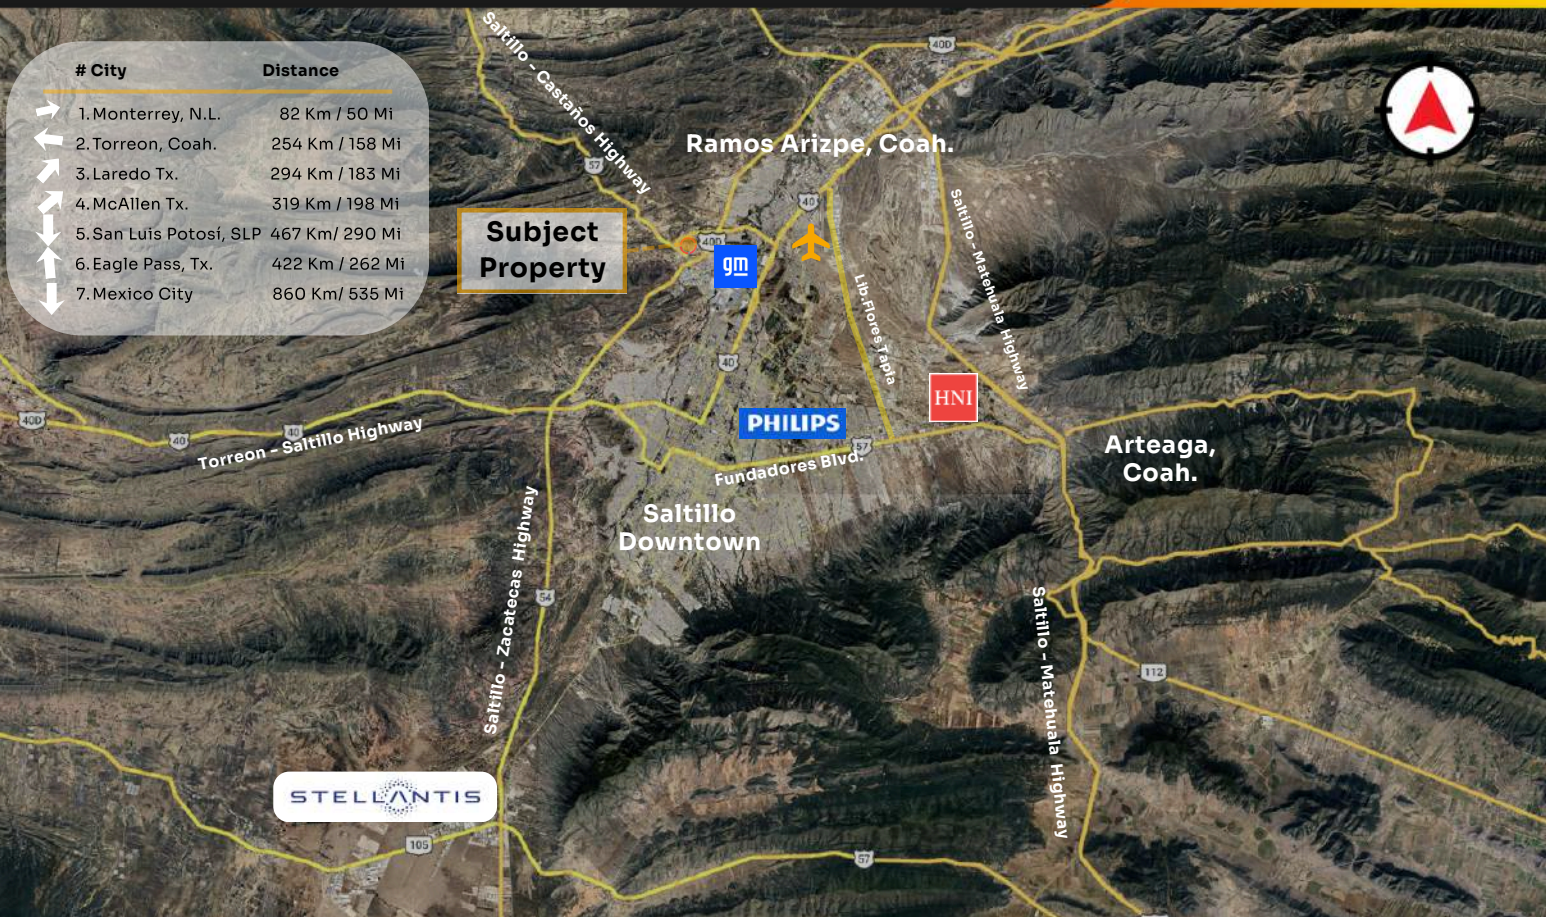 # City Distance
1. Monterrey, N.L. 82 Km / 50 Mi
2. Torreon, Coah. 254 Km / 158 Mi
3. Laredo Tx. 294 Km / 183 Mi
4. McAllen Tx. 319 Km / 198 Mi
5. San Luis Potosí, SLP 467 Km/ 290 Mi
6. Eagle Pass, Tx. 422 Km / 262 Mi
7. Mexico City 860 Km/ 535 Mi
Saltillo - Castaños Highway
40D
Ramos Arizpe, Coah.
57
40
Saltillo - Matehuala Highway
Subject
Property
40D
gm
Lib.Flores Tapia
40
HNI
PHILIPS
40D
40
40
Torreon - Saltillo Highway
57
Fundadores Blvd.
Arteaga,
Coah.
Saltillo
Downtown
Saltillo - Zacatecas Highway
54
Saltillo - Matehuala Highway
112
STELLANTIS
105
57